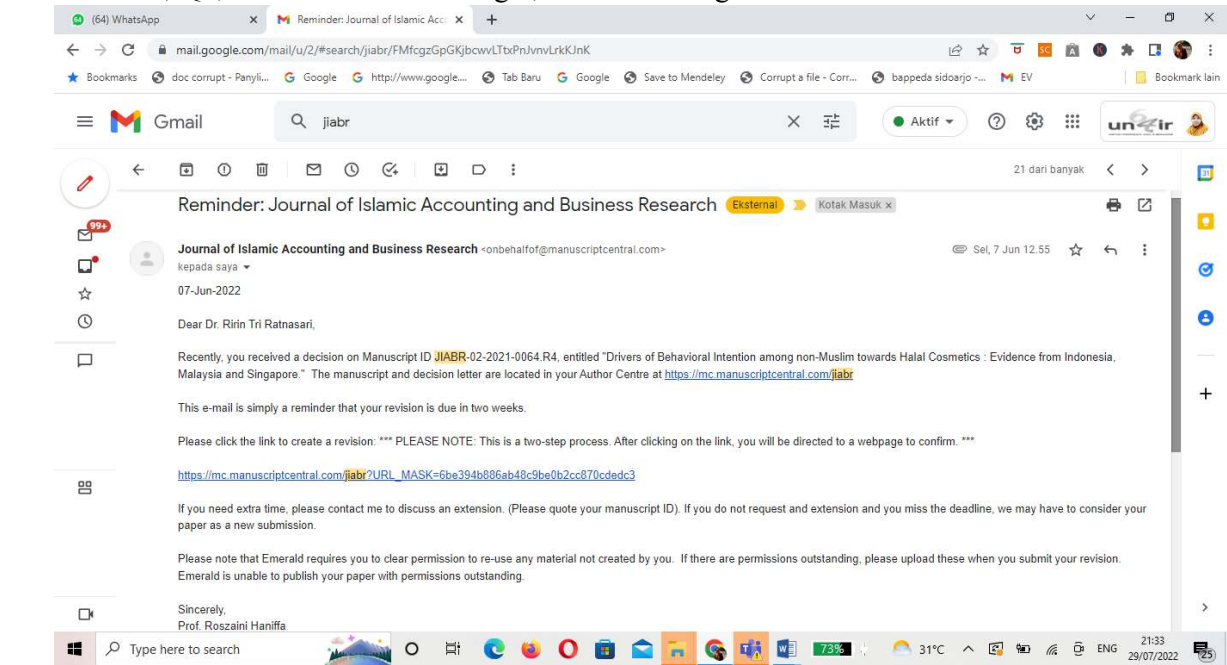 (64) WhatsApp
Reminder: Journal of Islamic Acc
mail.google.com/mail/u/2/#search/jiabr/FMfcgzGpGKjbcwvLTtxPnJvnvLrkKJnK
Bookmarks
doc corrupt - Panyli...
Google
http://www.google....
Tab Baru
Google
Save to Mendeley
Corrupt a file - Corr...
bappeda sidoarjo -...
EV
Bookmark lain
Gmail
jiabr
Aktif
21 dari banyak
99+
Reminder: Journal of Islamic Accounting and Business Research Eksternal Kotak Masuk ×
Journal of Islamic Accounting and Business Research <onbehalfof@manuscriptcentral.com>
Sel, 7 Jun 12.55
kepada saya
07-Jun-2022
Dear Dr. Ririn Tri Ratnasari,
Recently, you received a decision on Manuscript ID JIABR-02-2021-0064.R4, entitled "Drivers of Behavioral Intention among non-Muslim towards Halal Cosmetics : Evidence from Indonesia,
Malaysia and Singapore." The manuscript and decision letter are located in your Author Centre at https://mc.manuscriptcentral.com/jiabr
This e-mail is simply a reminder that your revision is due in two weeks.
Please click the link to create a revision: *** PLEASE NOTE: This is a two-step process. After clicking on the link, you will be directed to a webpage to confirm. ***
https://mc.manuscriptcentral.com/jiabr?URL_MASK=6be394b886ab48c9be0b2cc870cdedc3
If you need extra time, please contact me to discuss an extension. (Please quote your manuscript ID). If you do not request and extension and you miss the deadline, we may have to consider your
paper as a new submission.
Please note that Emerald requires you to clear permission to re-use any material not created by you. If there are permissions outstanding, please upload these when you submit your revision.
Emerald is unable to publish your paper with permissions outstanding.
Sincerely,
Prof. Roszaini Haniffa
Type here to search
73%
31°C
ENG
21:33
29/07/2022
25